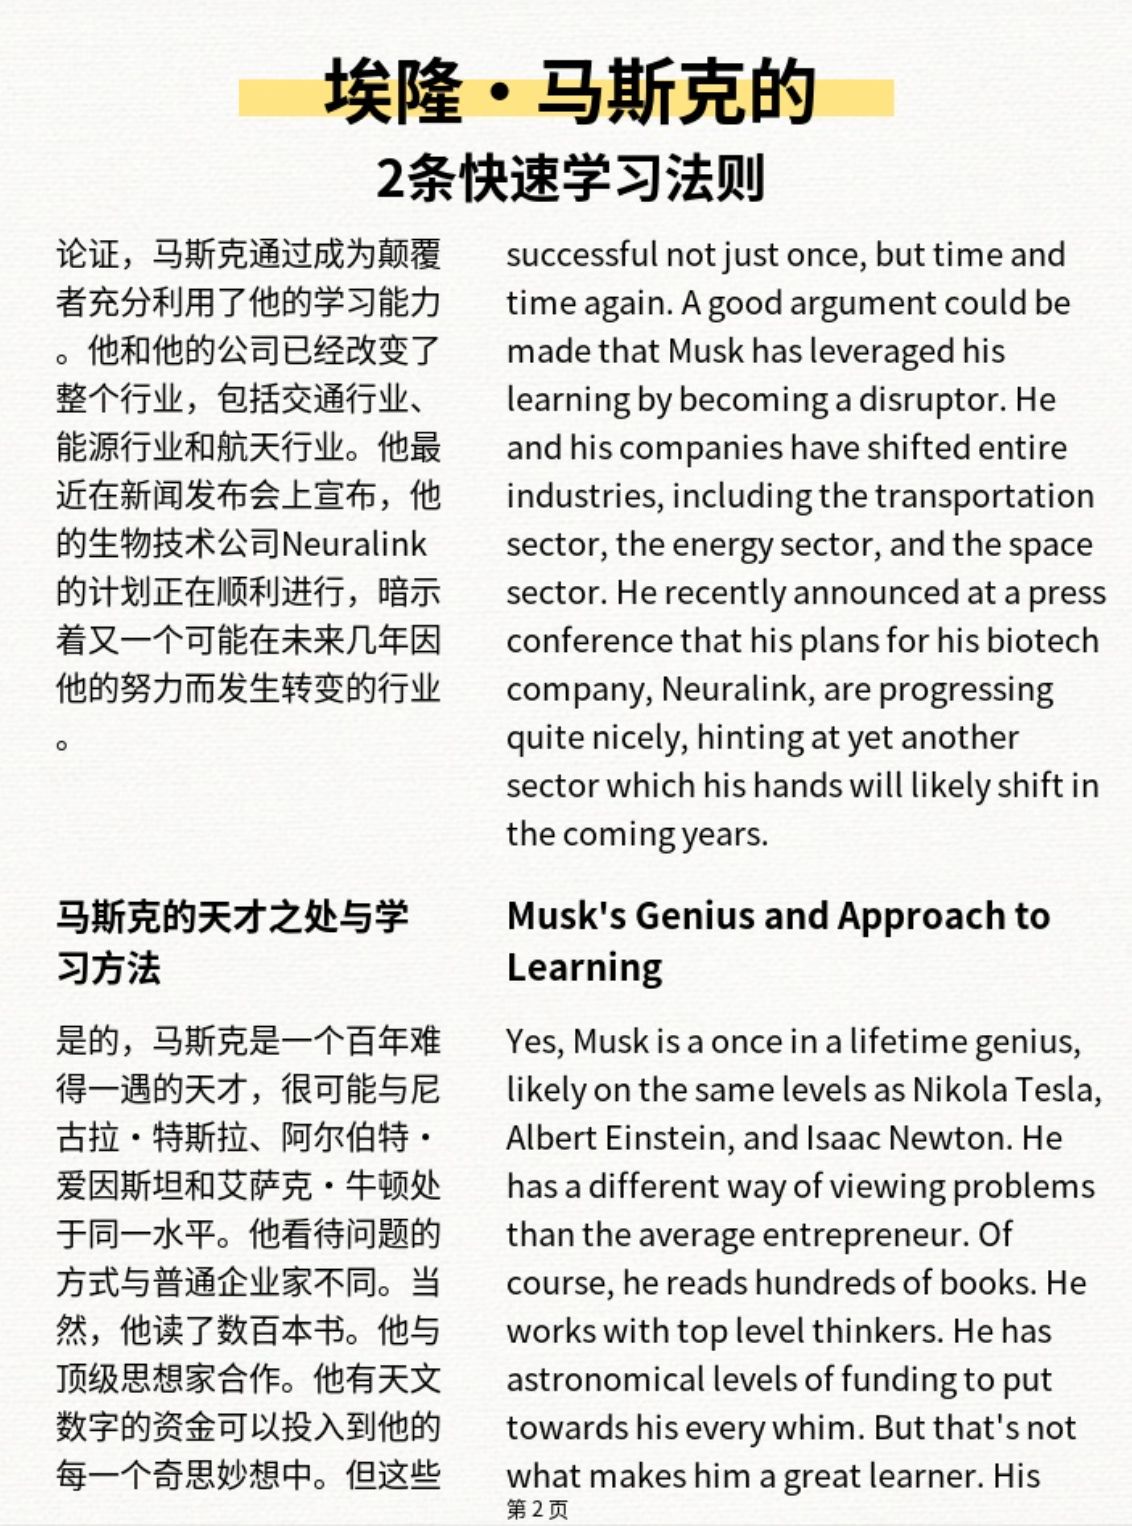 埃隆·马斯克的
2条快速学习法则
论证，马斯克通过成为颠覆
者充分利用了他的学习能力
。他和他的公司已经改变了
整个行业，包括交通行业、
能源行业和航天行业。他最
近在新闻发布会上宣布，他
的生物技术公司Neuralink
的计划正在顺利进行，暗示
着又一个可能在未来几年因
他的努力而发生转变的行业
。
successful not just once, but time and
time again. A good argument could be
made that Musk has leveraged his
learning by becoming a disruptor. He
and his companies have shifted entire
industries, including the transportation
sector, the energy sector, and the space
sector. He recently announced at a press
conference that his plans for his biotech
company, Neuralink, are progressing
quite nicely, hinting at yet another
sector which his hands will likely shift in
the coming years.
马斯克的天才之处与学
习方法
Musk's Genius and Approach to
Learning
是的，马斯克是一个百年难
得一遇的天才，很可能与尼
古拉·特斯拉、阿尔伯特·
爱因斯坦和艾萨克·牛顿处
于同一水平。他看待问题的
方式与普通企业家不同。当
然，他读了数百本书。他与
顶级思想家合作。他有天文
数字的资金可以投入到他的
每一个奇思妙想中。但这些
Yes, Musk is a once in a lifetime genius,
likely on the same levels as Nikola Tesla,
Albert Einstein, and Isaac Newton. He
has a different way of viewing problems
than the average entrepreneur. Of
course, he reads hundreds of books. He
works with top level thinkers. He has
astronomical levels of funding to put
towards his every whim. But that's not
what makes him a great learner. His
第 2 页